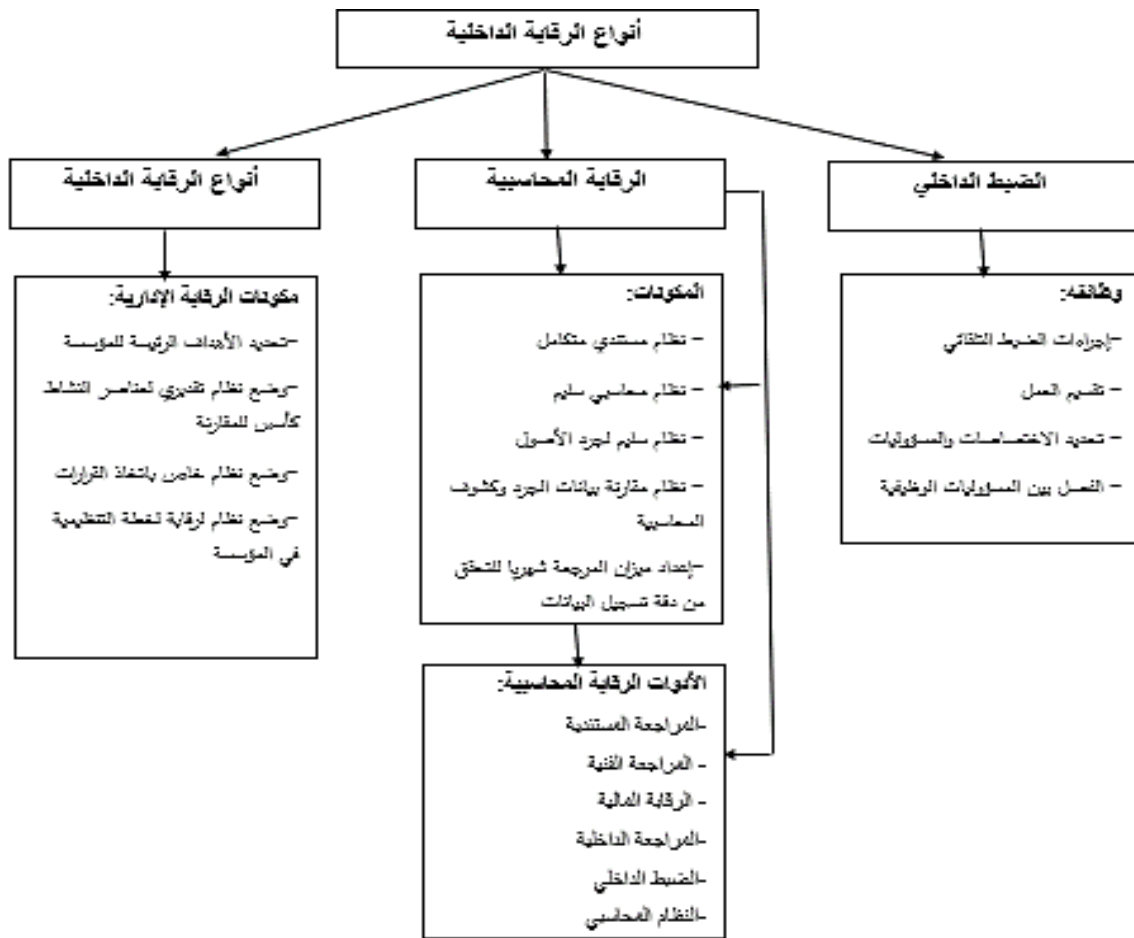 أنواع الرقابة الداخلية
الضبط الداخلي
الرقابة المحاسبية
أنواع الرقابة الداخلية
وظائفه:
-إجراءات الضبط التلقائي
- تقسيم العمل
- تحديد الاختصاصات والمسؤوليات
- الفصل بين المسؤوليات الوظيفية
المكونات:
- نظام مستندي متكامل
- نظام محاسبي سليم
- نظام سليم لجرد الأصول
- نظام مقارنة بيانات الجرد وكشوف
المحاسبية
-إعداد ميزان المرجعة شهريا للتحقق
من دقة تسجيل البيانات
مكونات الرقابة الإدارية:
-تحديد الأهداف الرئيسة للمؤسسة
-وضع نظام تقديري لعناصر النشاط
كأسس للمقارنة
-وضع نظام خاص باتخاذ القرارات
-وضع نظام لرقابة لخطة التنظيمية
في المؤسسة
الأدوات الرقابة المحاسبية:
-المراجعة المستندية
- المراجعة الفنية
- الرقابة المالية
-المراجعة الداخلية
-الضبط الداخلي
-النظام المحاسبي